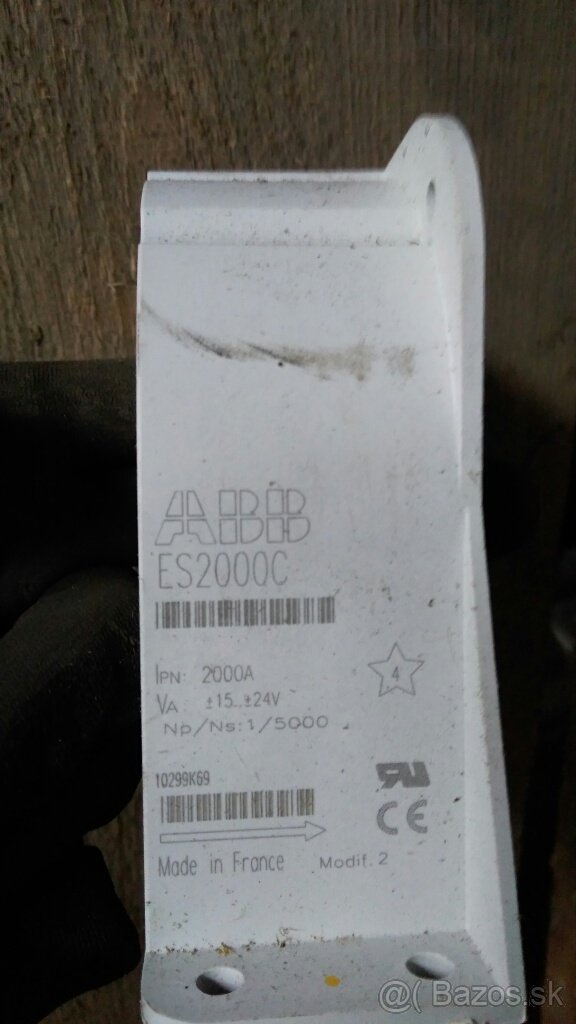 ABB
ES2000C
IPN: 2000A
4
VA ±15..±24V
Np/Ns:1/5000
10299K69
RU
CE
Made in France Modif. 2
@( Bazos.sk